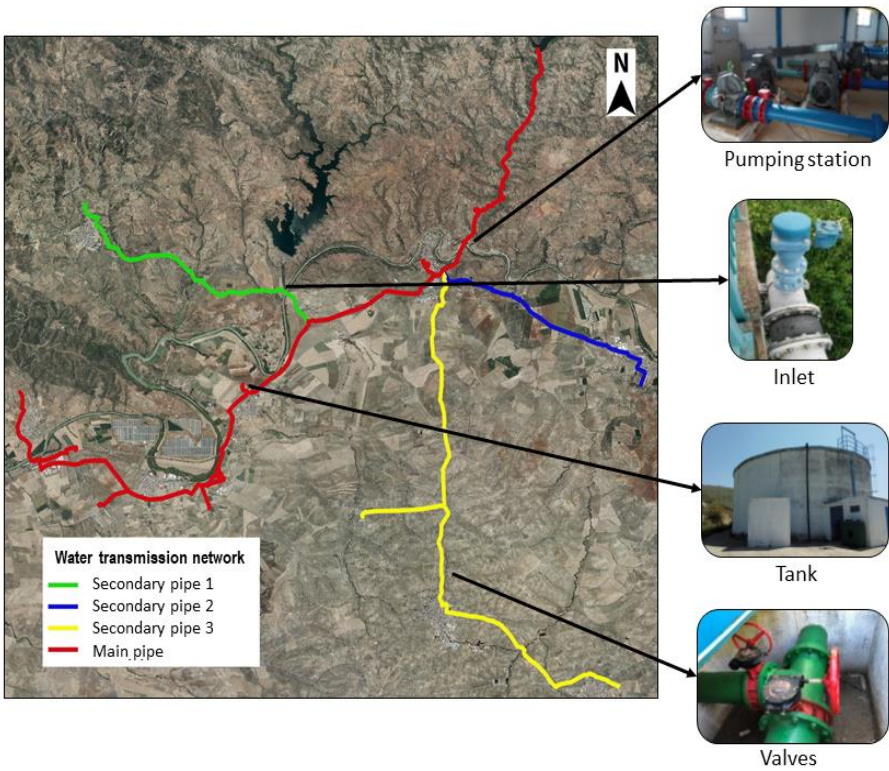 N
Pumping station
Inlet
Tank
Water transmission network
Secondary pipe 1
Secondary pipe 2
Secondary pipe 3
Main pipe
Valves